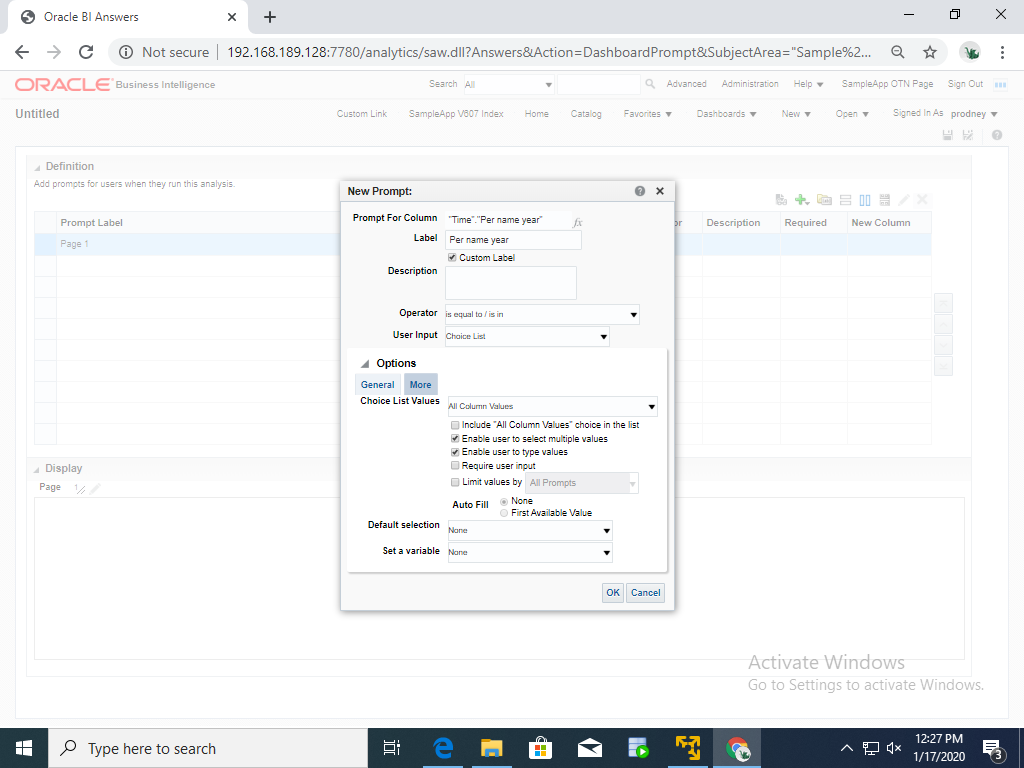 Oracle BI Answers
Not secure 192.168.189.128:7780/analytics/saw.dll?Answers&Action=DashboardPrompt&SubjectArea="Sample%2...
ORACLE Business Intelligence
Search All Advanced Administration Help SampleApp OTN Page Sign Out
Untitled
Custom Link SampleApp V607 Index Home Catalog Favorites Dashboards New Open Signed In As prodney
Definition
Add prompts for users when they run this analysis.
Prompt Label Description Required New Column
Page 1
New Prompt:
Prompt For Column "Time"."Per name year" fx
Label Per name year
Custom Label
Description
Operator is equal to / is in
User Input Choice List
Options
General More
Choice List Values All Column Values
Include "All Column Values" choice in the list
Enable user to select multiple values
Enable user to type values
Require user input
Limit values by All Prompts
Auto Fill None
First Available Value
Default selection None
Set a variable None
OK Cancel
Display
Page 1
Activate Windows
Go to Settings to activate Windows.
Type here to search
12:27 PM
1/17/2020
3